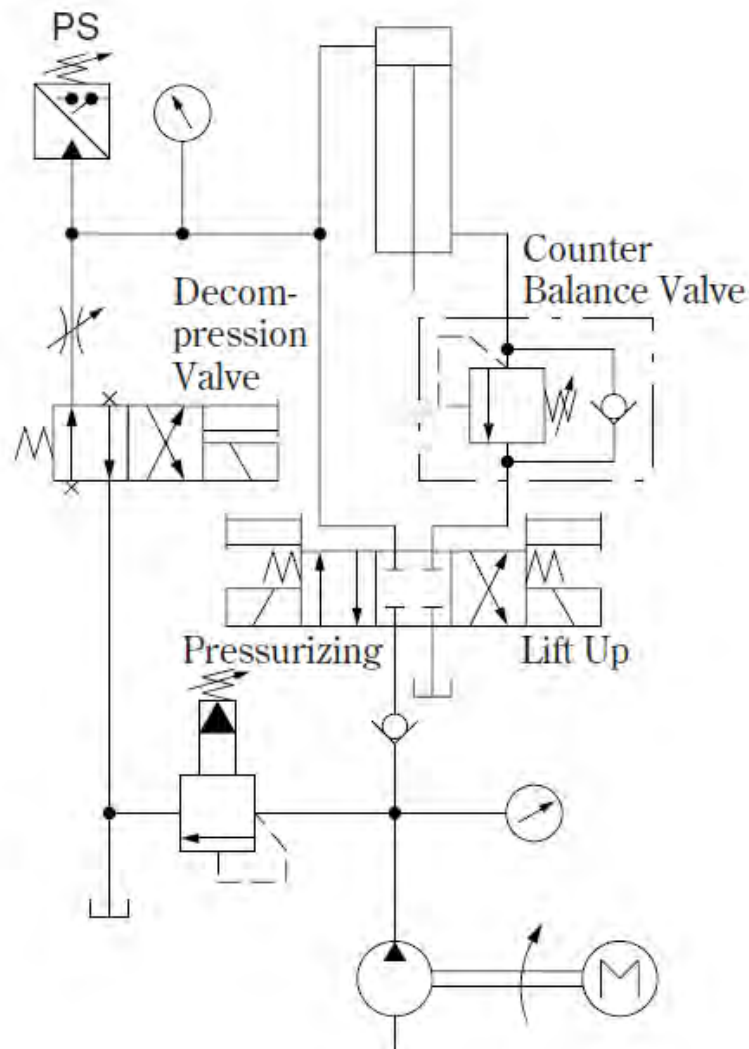 PS
Decom-
pression
Valve
Counter
Balance Valve
Pressurizing
Lift Up
M